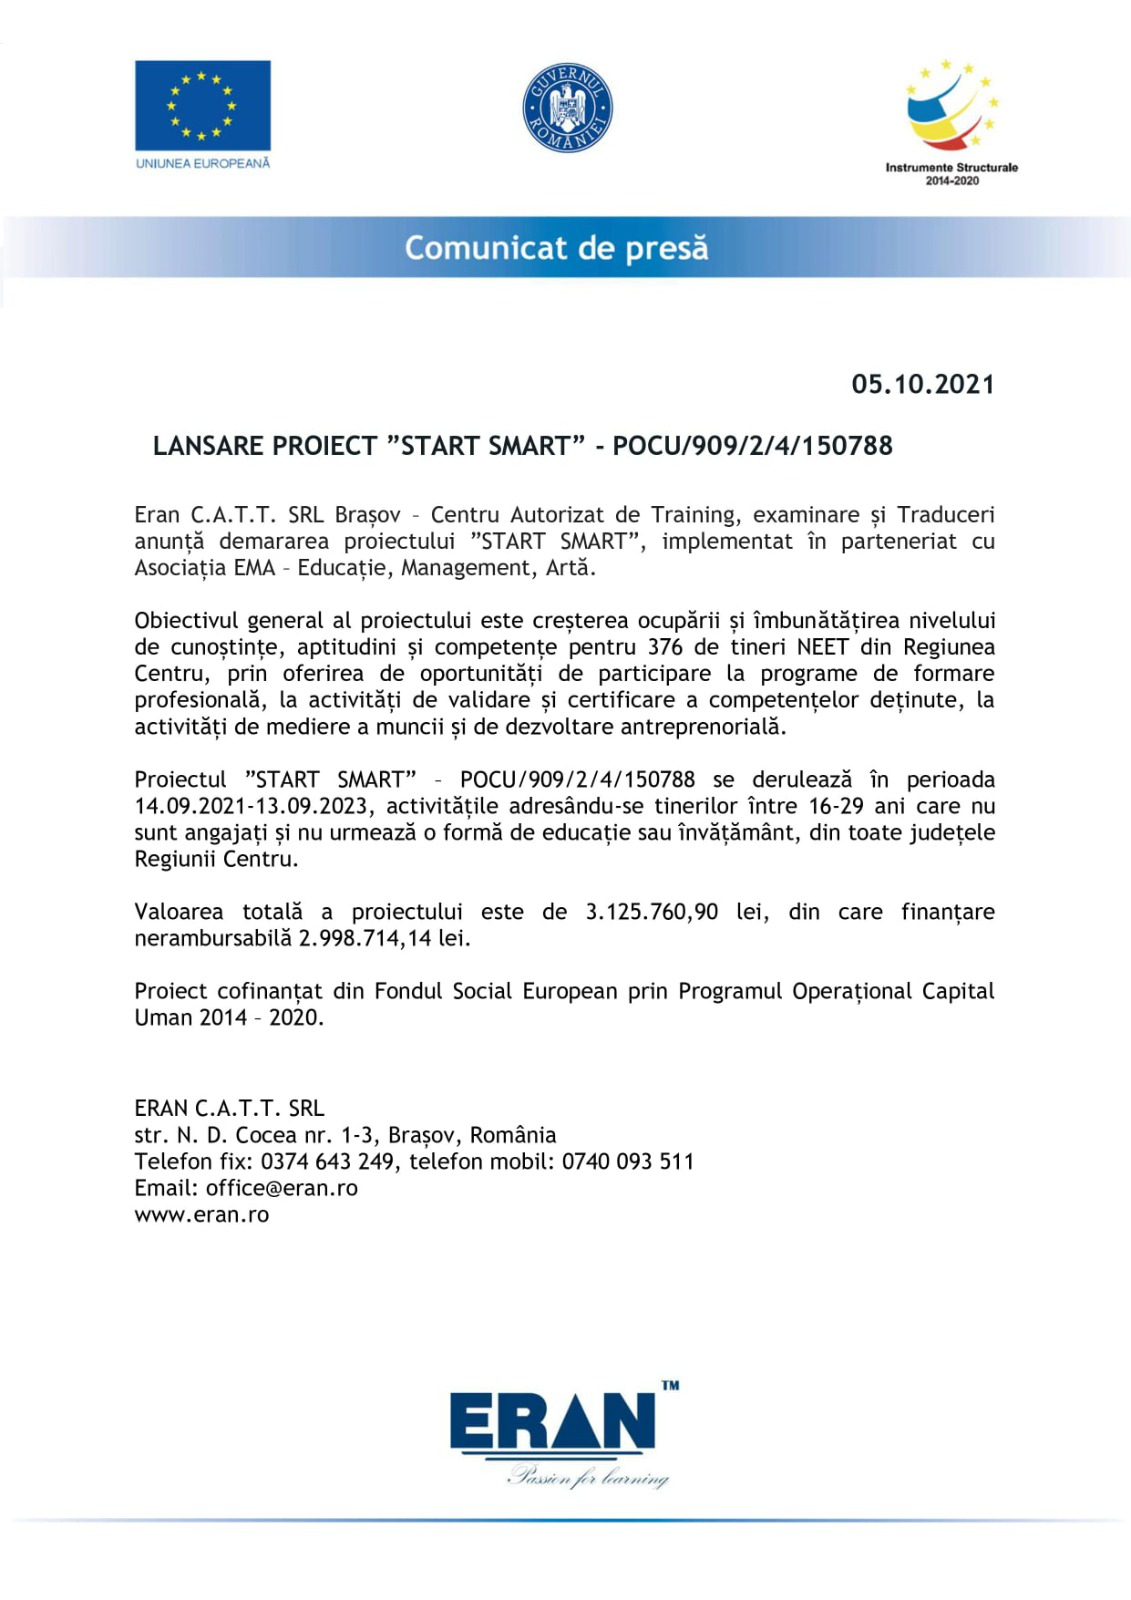 UNIUNEA EUROPEANĂ
GUVERNUL ROMÂNIEI
Instrumente Structurale
2014-2020
Comunicat de presă
05.10.2021
LANSARE PROIECT ”START SMART” - POCU/909/2/4/150788
Eran C.A.T.T. SRL Brașov – Centru Autorizat de Training, examinare și Traduceri
anunță demararea proiectului ”START SMART”, implementat în parteneriat cu
Asociația EMA – Educație, Management, Artă.
Obiectivul general al proiectului este creșterea ocupării și îmbunătățirea nivelului
de cunoștințe, aptitudini și competențe pentru 376 de tineri NEET din Regiunea
Centru, prin oferirea de oportunități de participare la programe de formare
profesională, la activități de validare și certificare a competențelor deținute, la
activități de mediere a muncii și de dezvoltare antreprenorială.
Proiectul ”START SMART” – POCU/909/2/4/150788 se derulează în perioada
14.09.2021-13.09.2023, activitățile adresându-se tinerilor între 16-29 ani care nu
sunt angajați și nu urmează o formă de educație sau învățământ, din toate județele
Regiunii Centru.
Valoarea totală a proiectului este de 3.125.760,90 lei, din care finanțare
nerambursabilă 2.998.714,14 lei.
Proiect cofinanțat din Fondul Social European prin Programul Operațional Capital
Uman 2014 – 2020.
ERAN C.A.T.T. SRL
str. N. D. Cocea nr. 1-3, Brașov, România
Telefon fix: 0374 643 249, telefon mobil: 0740 093 511
Email: office@eran.ro
www.eran.ro
ERAN™
Passion for learning